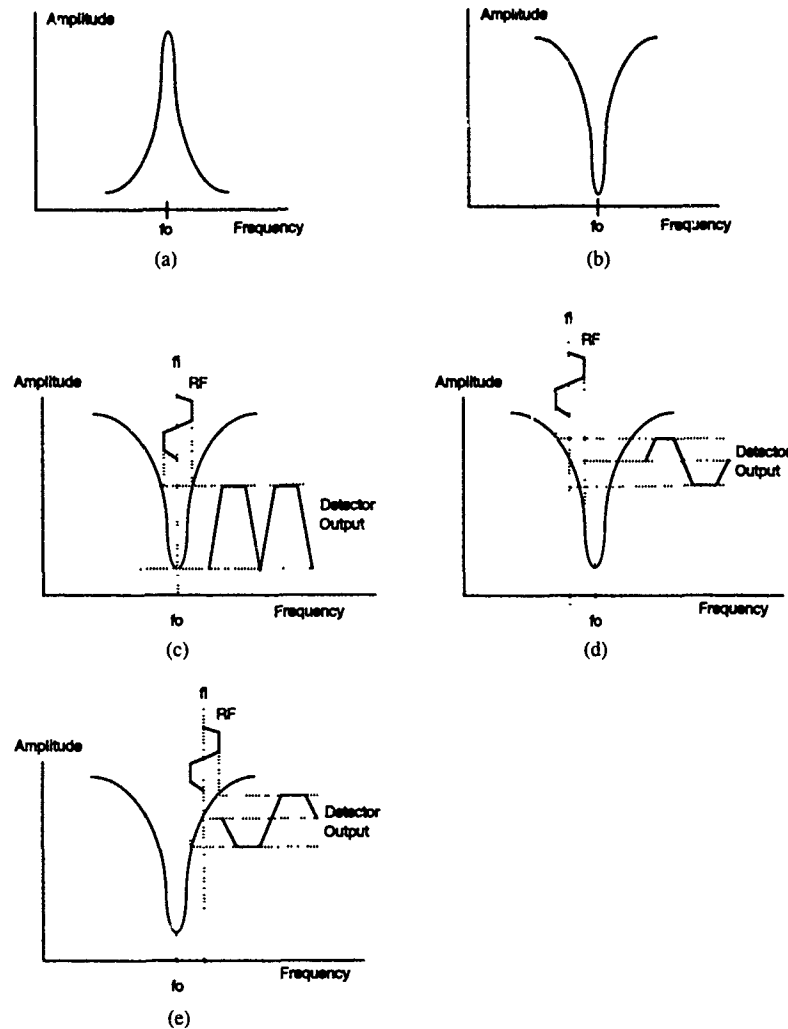 Amplitude
fo
Frequency
(a)
Amplitude
fo
Frequency
(b)
fi
RF
Amplitude
Detector
Output
fo
Frequency
(c)
fi
RF
Amplitude
Detector
Output
fo
Frequency
(d)
fi
RF
Amplitude
Detector
Output
fo
Frequency
(e)